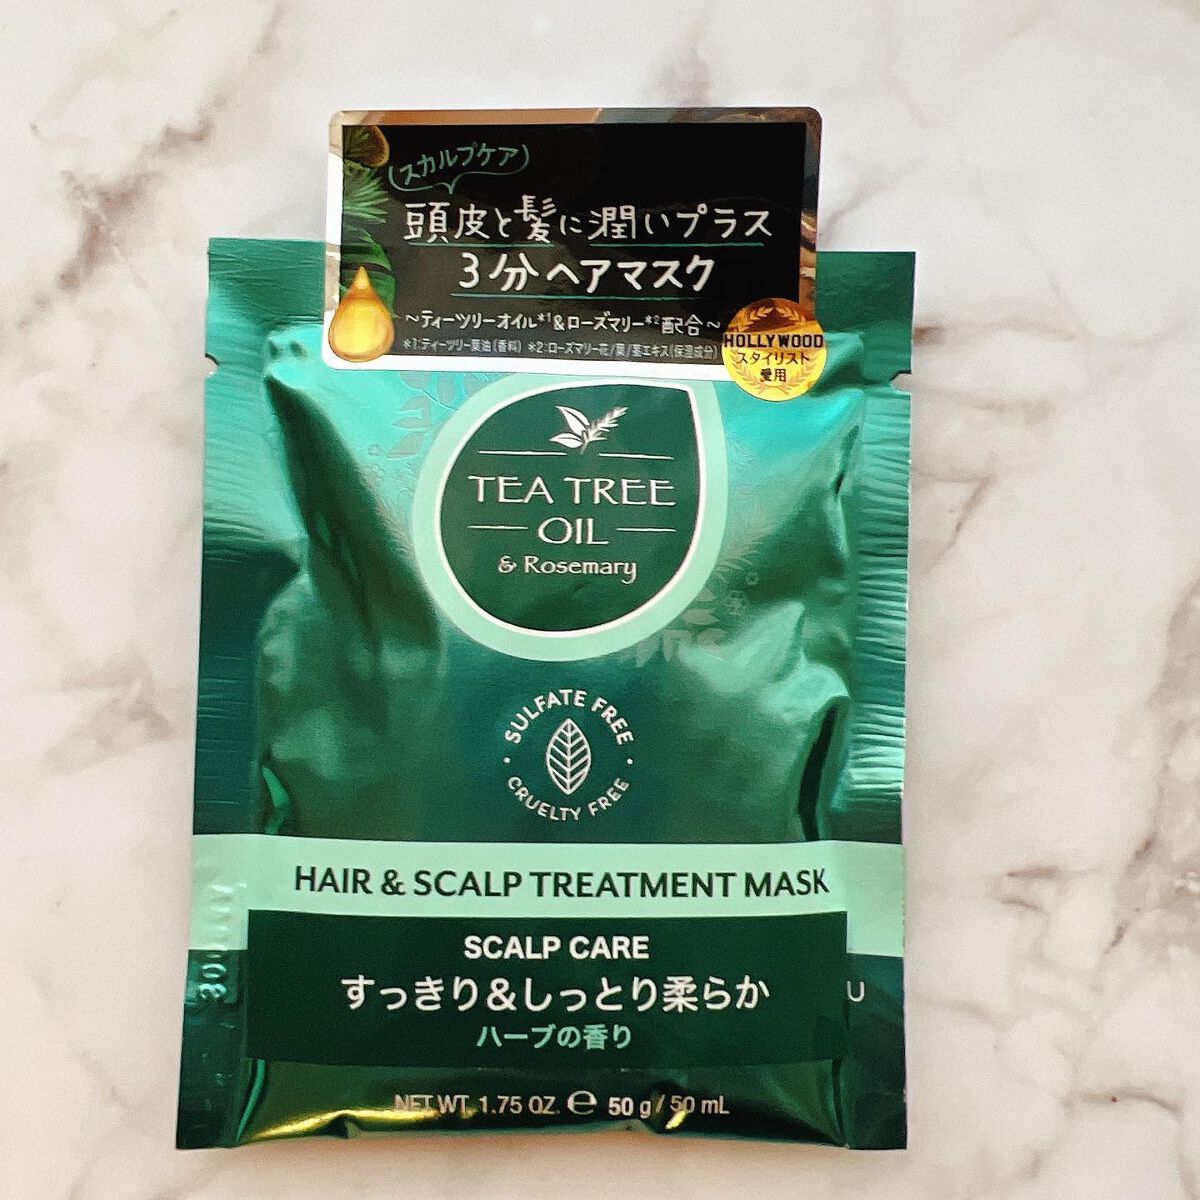 (スカルプケア)
頭皮と髪に潤いプラス
3分ヘアマスク
~ティーツリーオイル*1&ローズマリー*2配合~
*1:ティーツリー葉油(香料) *2:ローズマリー花/葉/茎エキス(保湿成分)
HOLLYWOOD
スタイリスト
愛用
TEA TREE
OIL
& Rosemary
SULFATE FREE
CRUELTY FREE
HAIR & SCALP TREATMENT MASK
SCALP CARE
すっきり&しっとり柔らか
U
ハーブの香り
NET WT. 1.75 OZ. ℮ 50 g / 50 mL